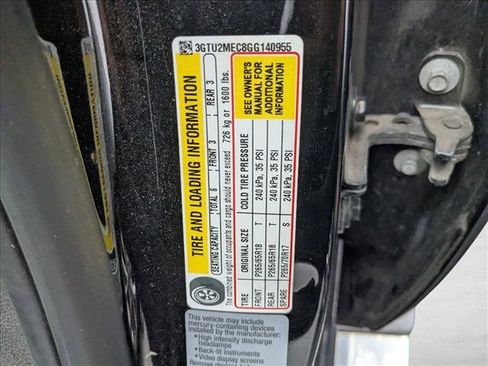 3GTU2MEC8GG140955
TIRE AND LOADING INFORMATION
SEATING CAPACITY TOTAL 6 FRONT 3 REAR 3
The combined weight of occupants and cargo should never exceed 726 kg or 1600 lbs.
TIRE ORIGINAL SIZE COLD TIRE PRESSURE
FRONT P265/65R18 T 240 kPa, 35 PSI
REAR P265/65R18 T 240 kPa, 35 PSI
SPARE P265/70R17 S 240 kPa, 35 PSI
SEE OWNER'S
MANUAL FOR
ADDITIONAL
INFORMATION
This vehicle may include
mercury-containing devices
installed by the manufacturer:
• High intensity discharge
headlamps
• Back-lit instruments
• Video display screens
Remove devices